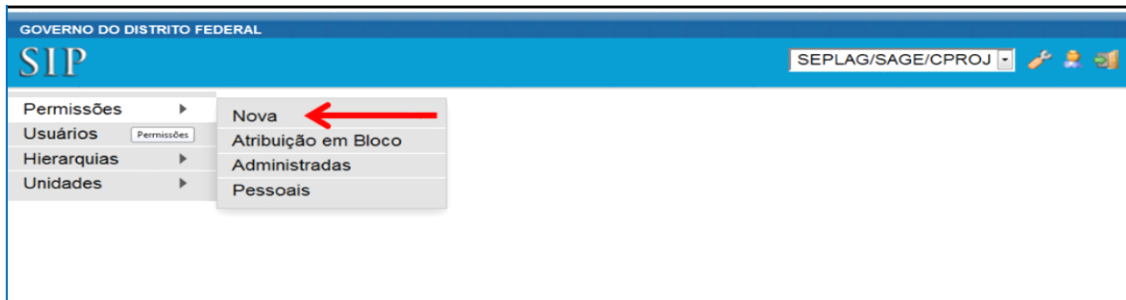 GOVERNO DO DISTRITO FEDERAL
SIP
SEPLAG/SAGE/CPROJ
Permissões
Usuários
Permissões
Hierarquias
Unidades
Nova
Atribuição em Bloco
Administradas
Pessoais